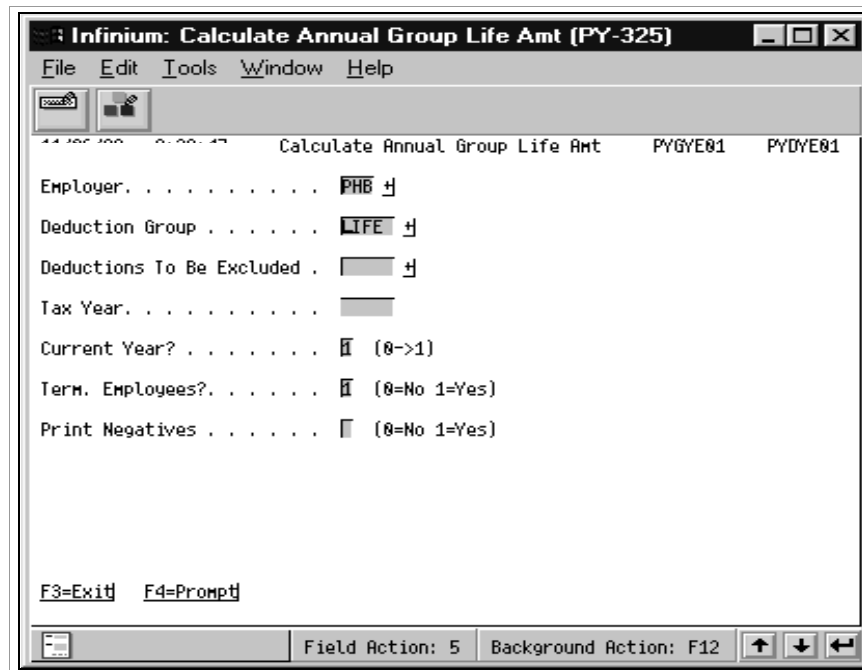 Infinium: Calculate Annual Group Life Amt (PY-325)
File Edit Tools Window Help
Calculate Annual Group Life Amt PYGYE01 PYDYE01
Employer. . . . . . . . . . PHB +
Deduction Group . . . . . . LIFE +
Deductions To Be Excluded . +
Tax Year. . . . . . . . . .
Current Year? . . . . . . . 1 (0->1)
Term. Employees?. . . . . . 1 (0=No 1=Yes)
Print Negatives . . . . . . (0=No 1=Yes)
F3=Exit F4=Prompt
Field Action: 5 Background Action: F12